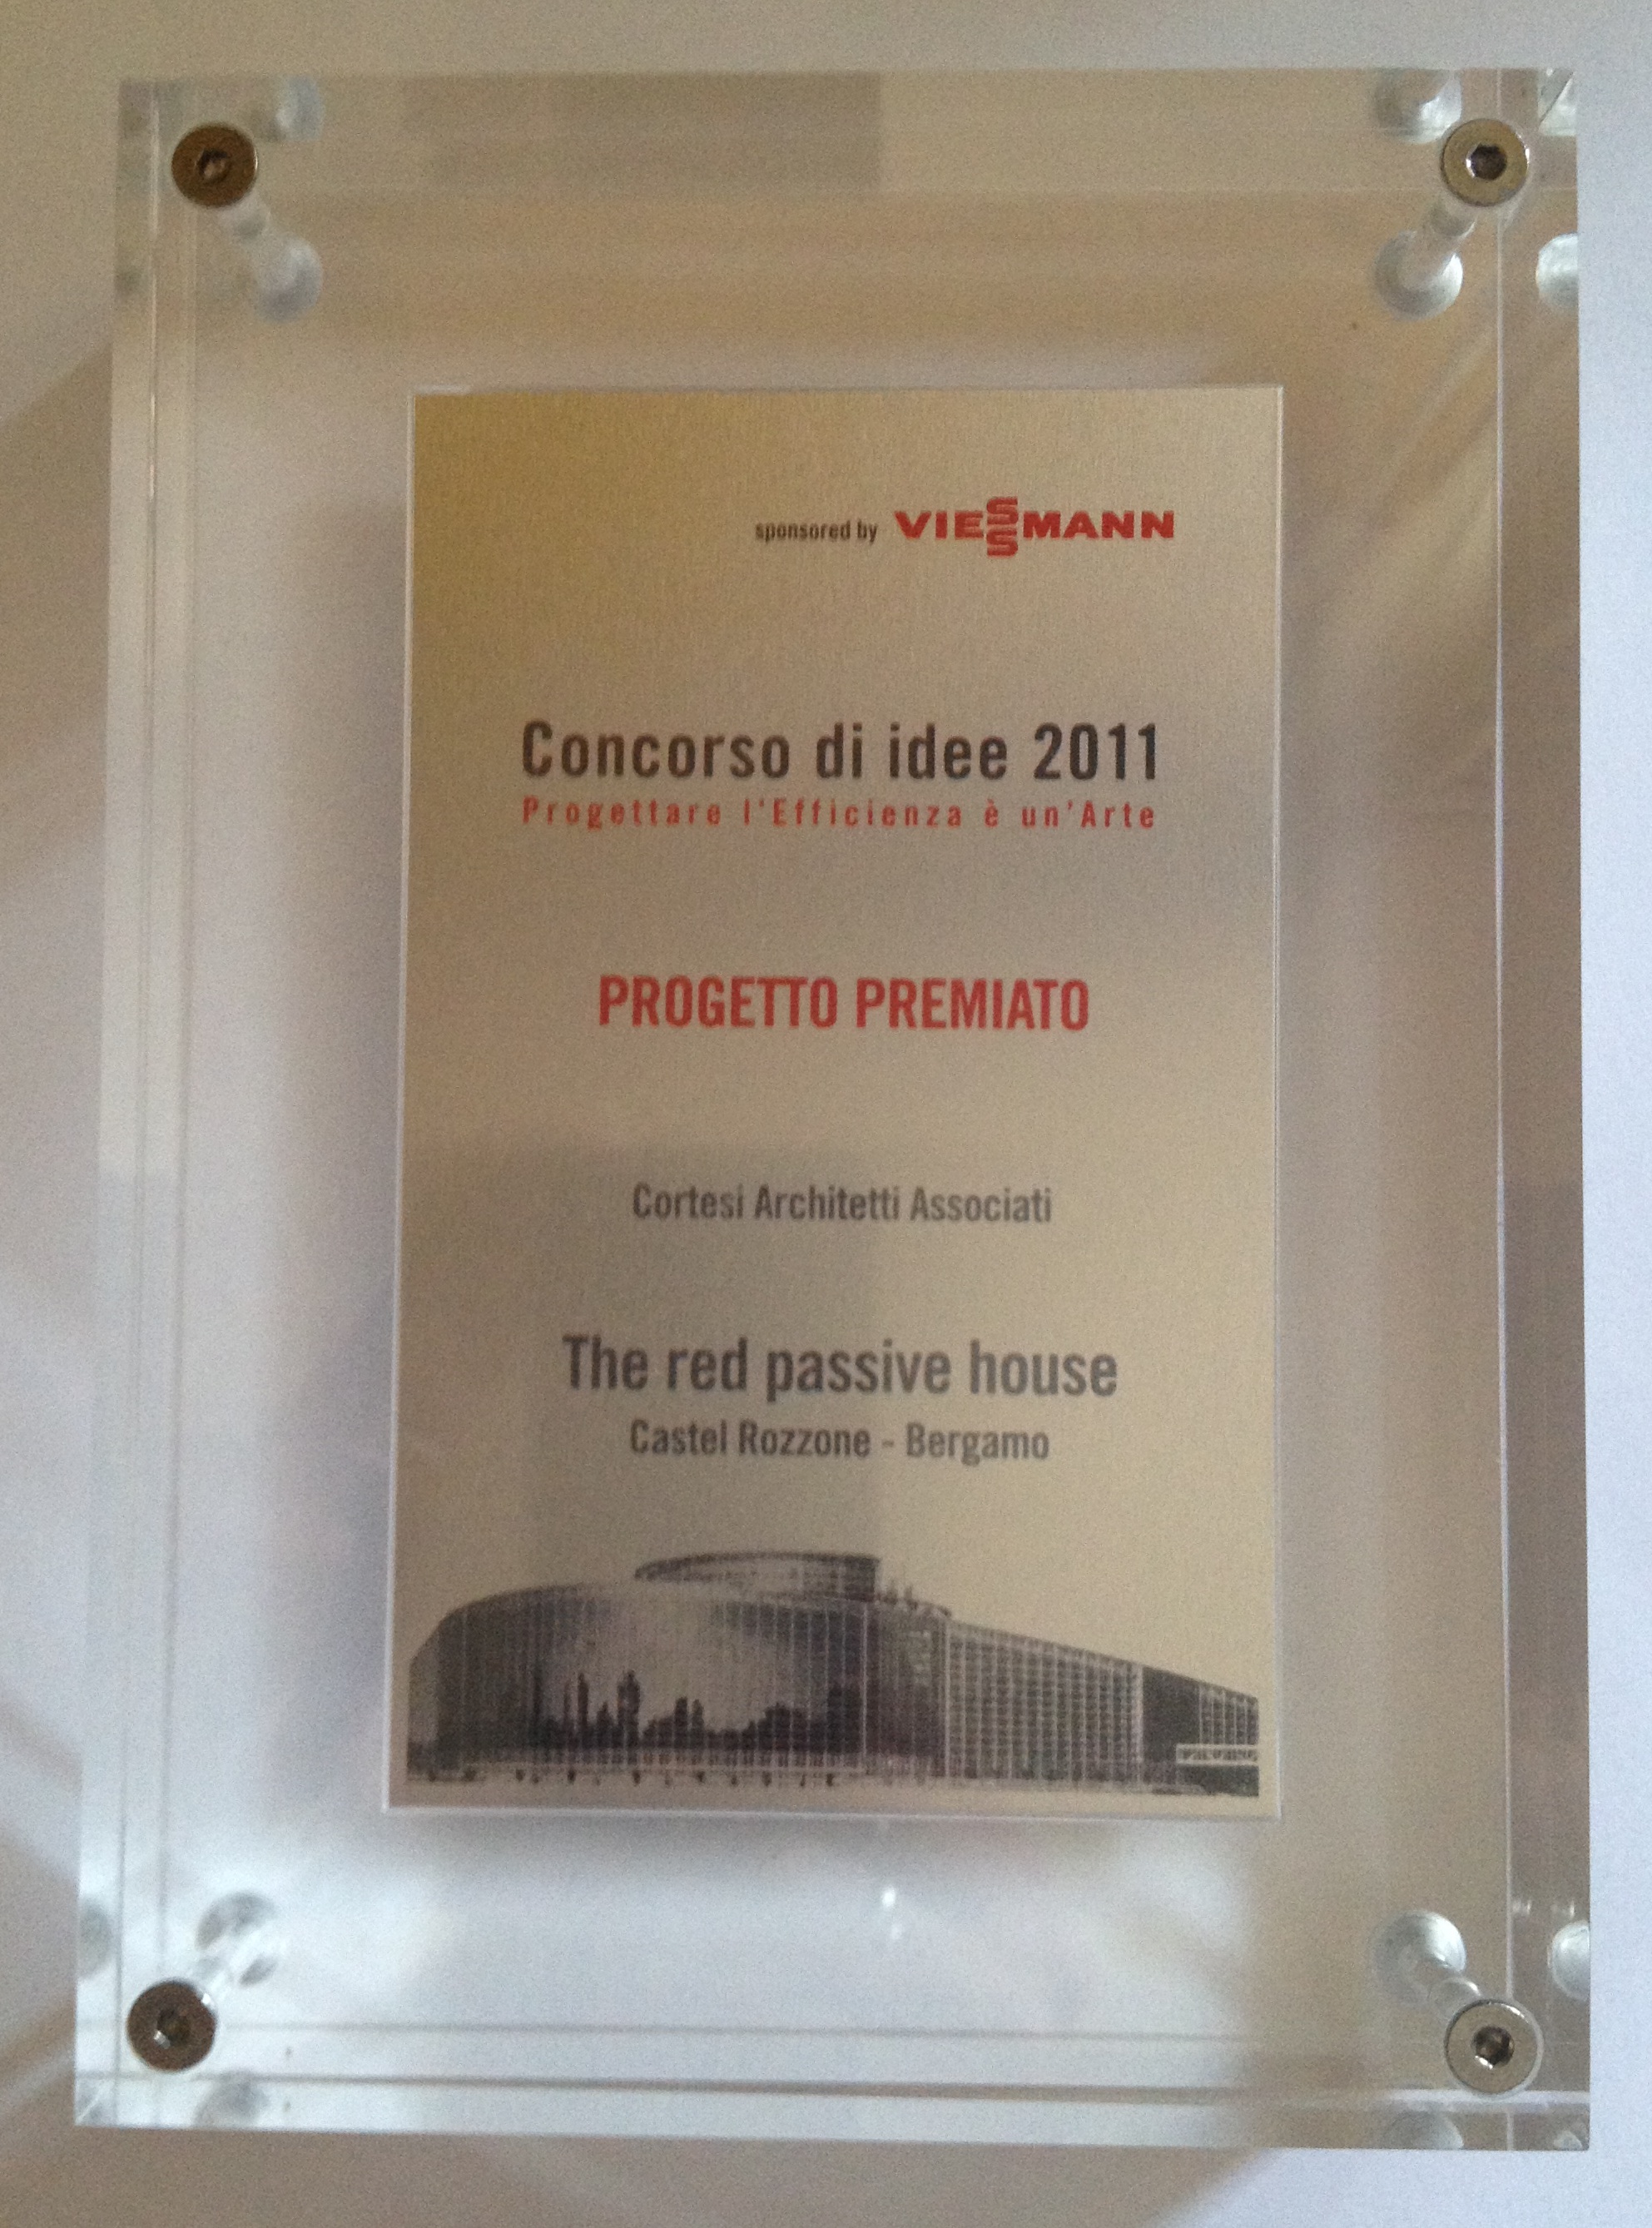 sponsored by VIESSMANN
Concorso di idee 2011
Progettare l'Efficienza è un'Arte
PROGETTO PREMIATO
Cortesi Architetti Associati
The red passive house
Castel Rozzone - Bergamo